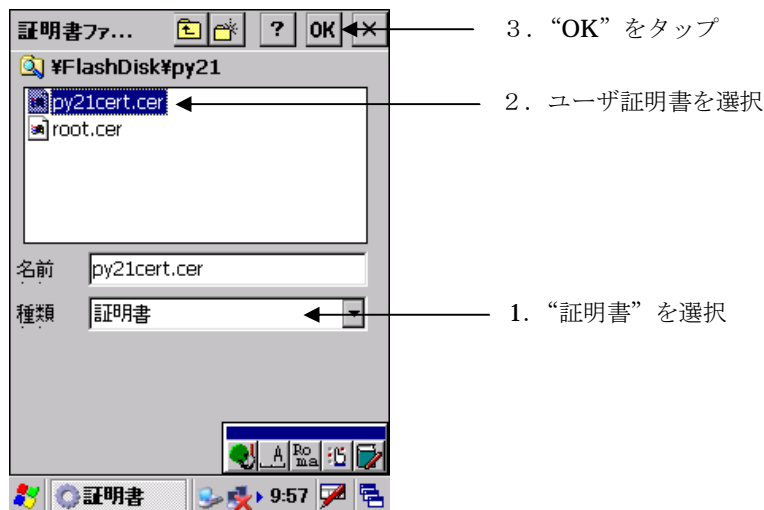 証明書ファ... ? OK ×
3．“OK”をタップ
¥FlashDisk¥py21
py21cert.cer
2．ユーザ証明書を選択
root.cer
名前 py21cert.cer
種類 証明書
1．“証明書”を選択
A Ro ma
証明書 9:57